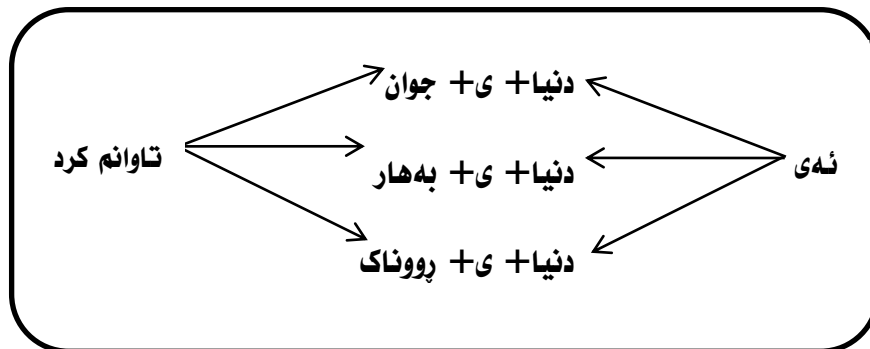 دنیا+ ی+ جوان
ئەی
دنیا+ ی+ بەهار
تاوانم کرد
دنیا+ ی+ ڕووناک